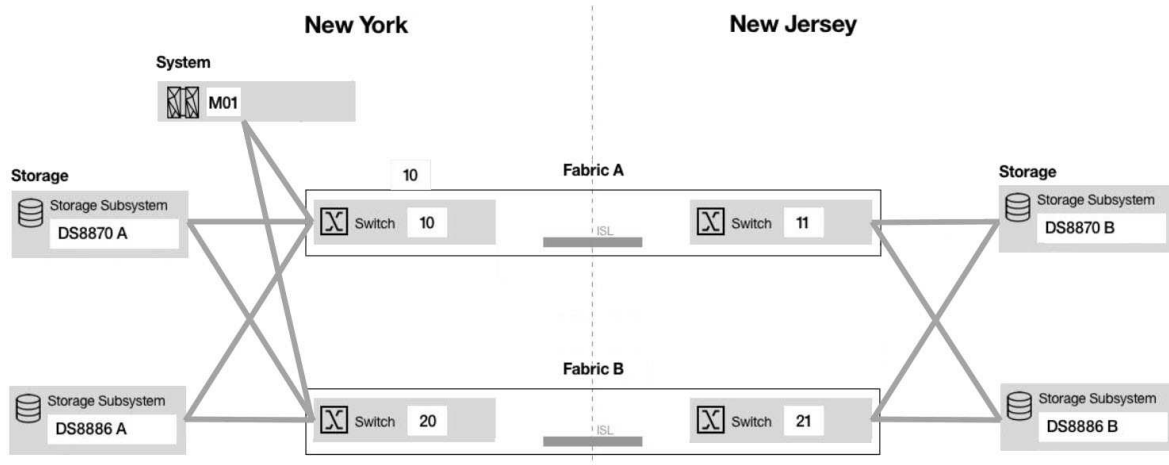 New York
New Jersey
System
M01
Storage
Storage Subsystem
DS8870 A
10
Fabric A
Switch 10
ISL
Switch 11
Storage
Storage Subsystem
DS8870 B
Storage Subsystem
DS8886 A
Fabric B
Switch 20
ISL
Switch 21
Storage Subsystem
DS8886 B